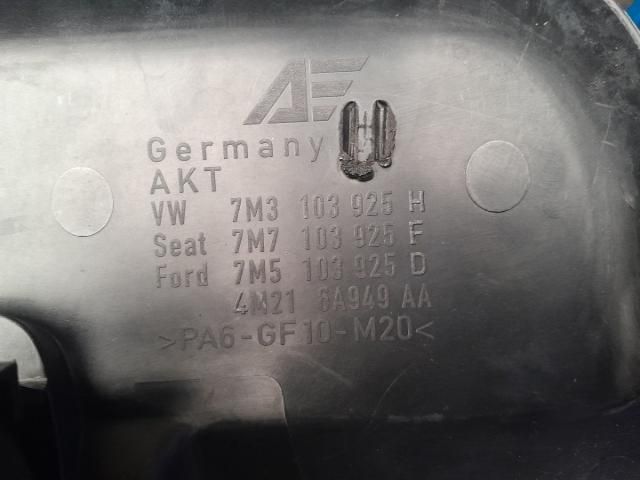 AE
Germany
AKT
VW 7M3 103 925 H
Seat 7M7 103 925 F
Ford 7M5 103 925 D
4M21 6A949 AA
>PA6-GF10-M20<